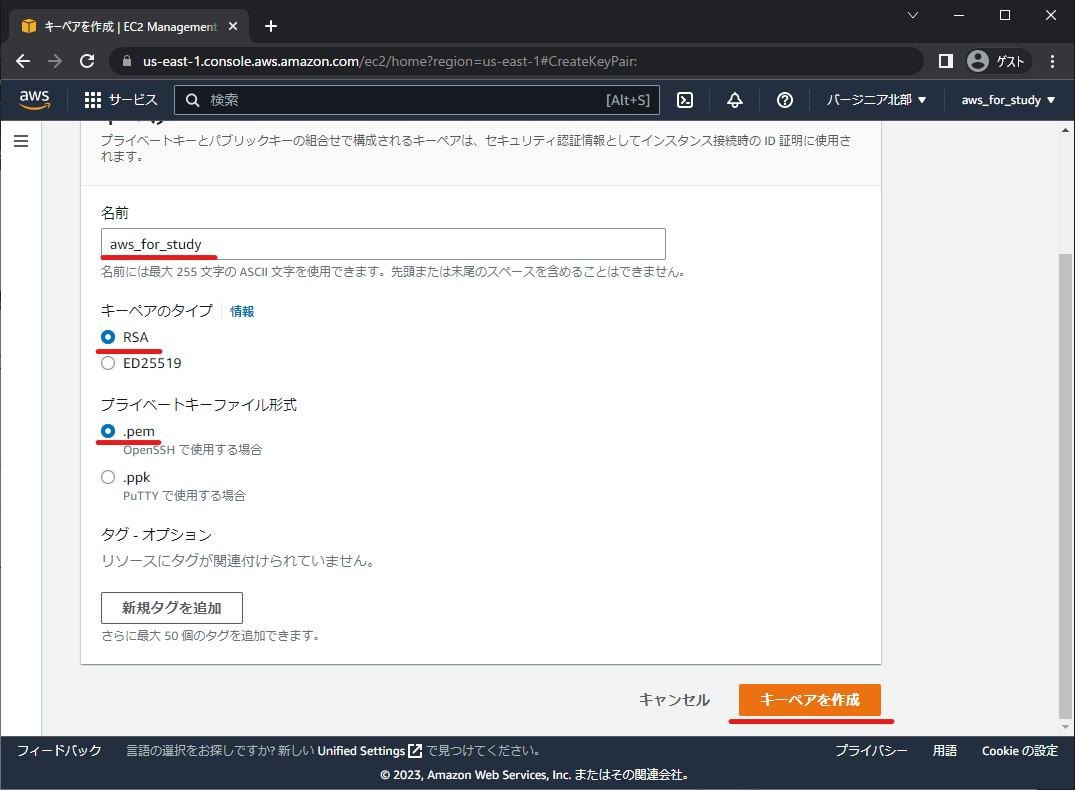 キーペアを作成 | EC2 Management
us-east-1.console.aws.amazon.com/ec2/home?region=us-east-1#CreateKeyPair:
ゲスト
aws
サービス
検索
[Alt+S]
バージニア北部 ▼
aws_for_study ▼
プライベートキーとパブリックキーの組合せで構成されるキーペアは、セキュリティ認証情報としてインスタンス接続時の ID 証明に使用さ
れます。
名前
aws_for_study
名前には最大 255 文字の ASCII 文字を使用できます。先頭または末尾のスペースを含めることはできません。
キーペアのタイプ
情報
RSA
ED25519
プライベートキーファイル形式
.pem
OpenSSH で使用する場合
.ppk
PuTTY で使用する場合
タグ - オプション
リソースにタグが関連付けられていません。
新規タグを追加
さらに最大 50 個のタグを追加できます。
キャンセル
キーペアを作成
フィードバック
言語の選択をお探しですか? 新しい Unified Settings で見つけてください。
プライバシー
用語
Cookie の設定
© 2023, Amazon Web Services, Inc. またはその関連会社。